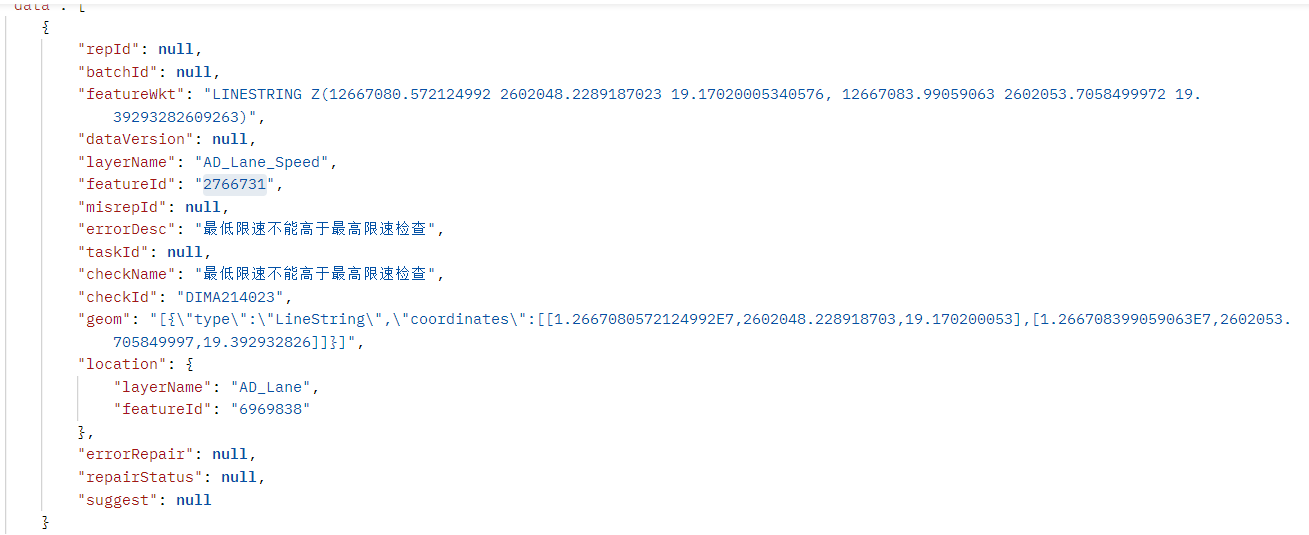 data": [
{
"repId": null,
"batchId": null,
"featureWkt": "LINESTRING Z(12667080.572124992 2602048.2289187023 19.17020005340576, 12667083.99059063 2602053.7058499972 19.
39293282609263)",
"dataVersion": null,
"layerName": "AD_Lane_Speed",
"featureId": "2766731",
"misrepId": null,
"errorDesc": "最低限速不能高于最高限速检查",
"taskId": null,
"checkName": "最低限速不能高于最高限速检查",
"checkId": "DIMA214023",
"geom": "[{\"type\":\"LineString\",\"coordinates\":[[1.2667080572124992E7,2602048.228918703,19.170200053],[1.266708399059063E7,2602053.
705849997,19.392932826]]}]",
"location": {
"layerName": "AD_Lane",
"featureId": "6969838"
},
"errorRepair": null,
"repairStatus": null,
"suggest": null
}